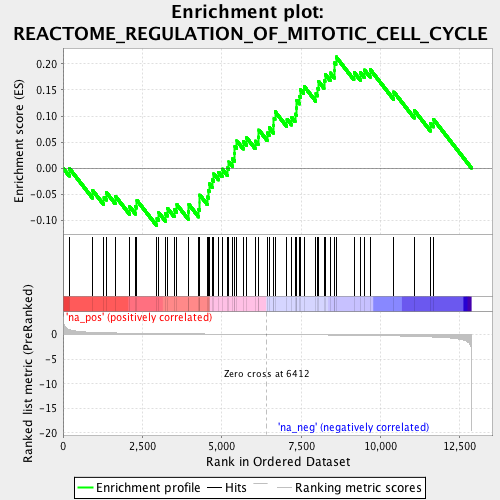 Enrichment plot:
REACTOME_REGULATION_OF_MITOTIC_CELL_CYCLE
Enrichment score (ES)
0.20
0.15
0.10
0.05
0.00
-0.05
-0.10
'na_pos' (positively correlated)
Ranked list metric (PreRanked)
0
-5
-10
-15
-20
Zero cross at 6412
'na_neg' (negatively correlated)
0
2,500
5,000
7,500
10,000
12,500
Rank in Ordered Dataset
Enrichment profile
Hits
Ranking metric scores